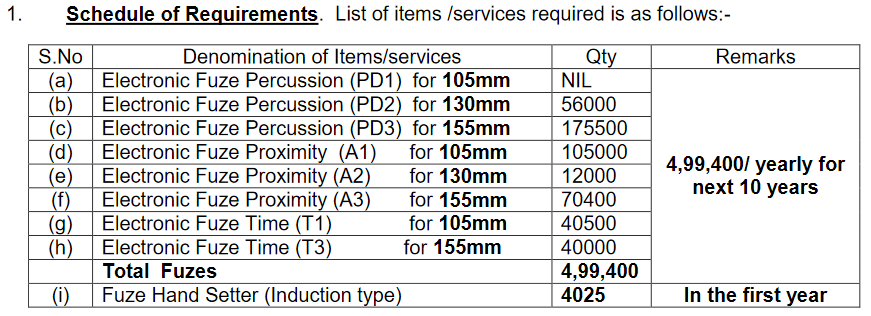 1. Schedule of Requirements. List of items /services required is as follows:-
S.No Denomination of Items/services Qty Remarks
(a) Electronic Fuze Percussion (PD1) for 105mm NIL
(b) Electronic Fuze Percussion (PD2) for 130mm 56000
(c) Electronic Fuze Percussion (PD3) for 155mm 175500
(d) Electronic Fuze Proximity (A1) for 105mm 105000
(e) Electronic Fuze Proximity (A2) for 130mm 12000
(f) Electronic Fuze Proximity (A3) for 155mm 70400
(g) Electronic Fuze Time (T1) for 105mm 40500
(h) Electronic Fuze Time (T3) for 155mm 40000
Total Fuzes 4,99,400
4,99,400/ yearly for
next 10 years
(i) Fuze Hand Setter (Induction type) 4025 In the first year